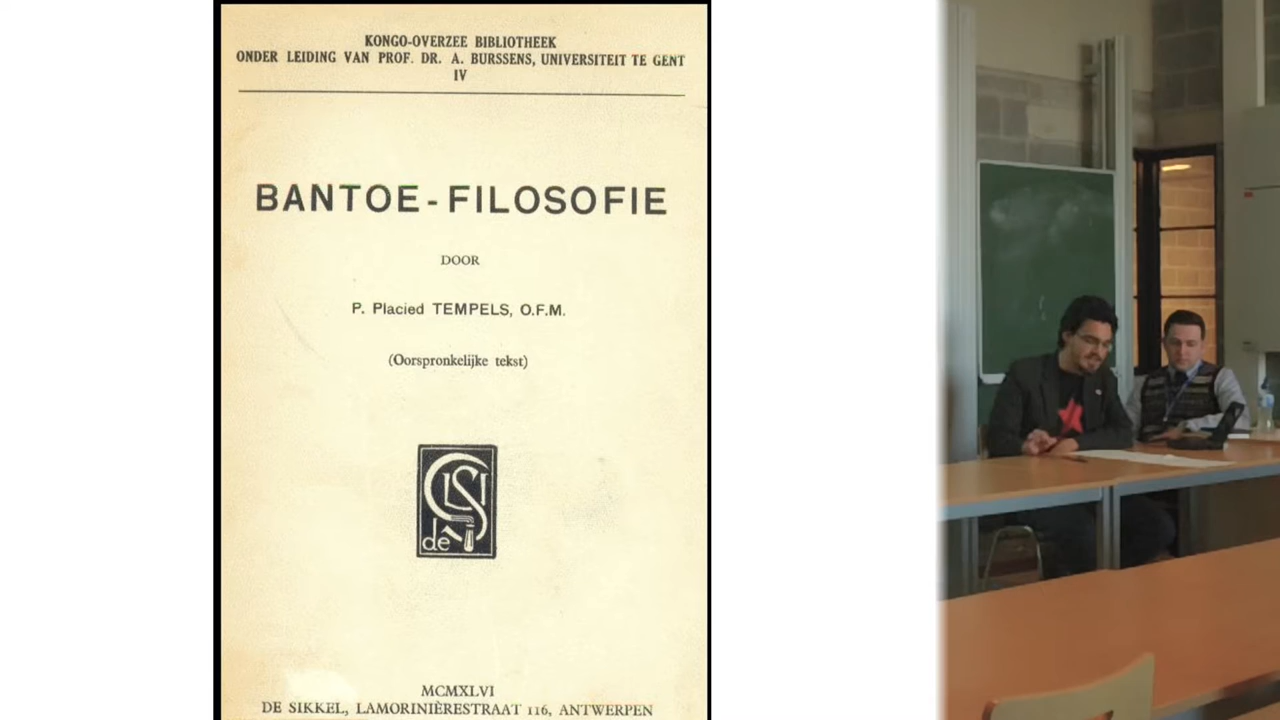 KONGO-OVERZEE BIBLIOTHEEK
ONDER LEIDING VAN PROF. DR. A. BURSSENS, UNIVERSITEIT TE GENT
IV
BANTOE-FILOSOFIE
DOOR
P. Placied TEMPELS, O.F.M.
(Oorspronkelijke tekst)
de
MCMXLVI
DE SIKKEL, LAMORINIÈRESTRAAT 116, ANTWERPEN